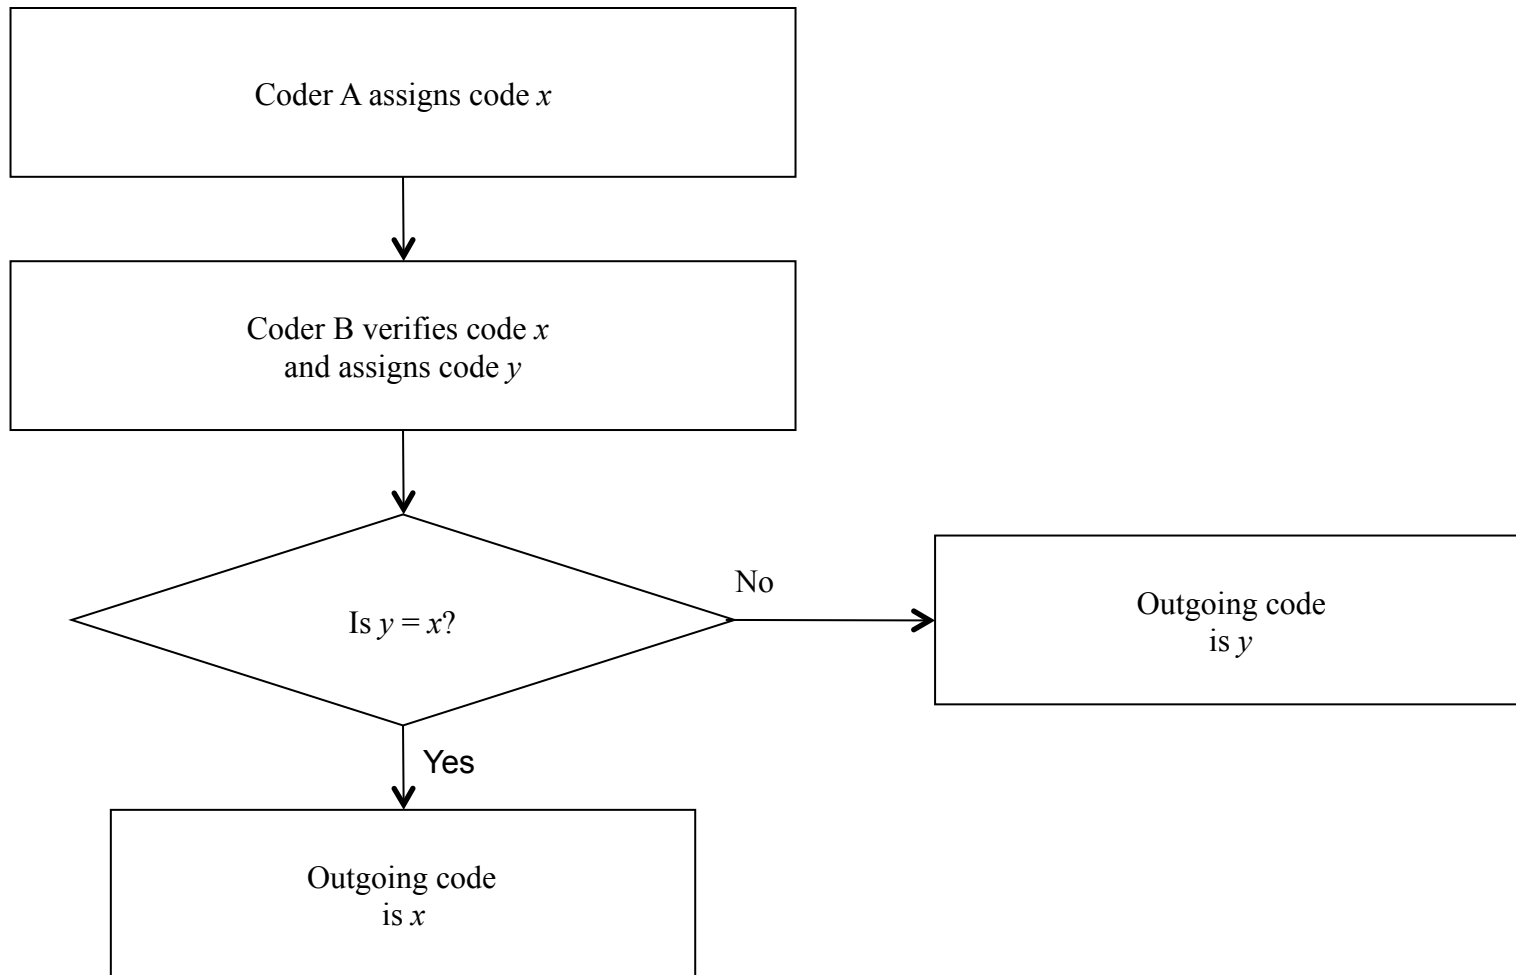 Coder A assigns code x
Coder B verifies code x
and assigns code y
Is y = x?
No
Outgoing code
is y
Yes
Outgoing code
is x